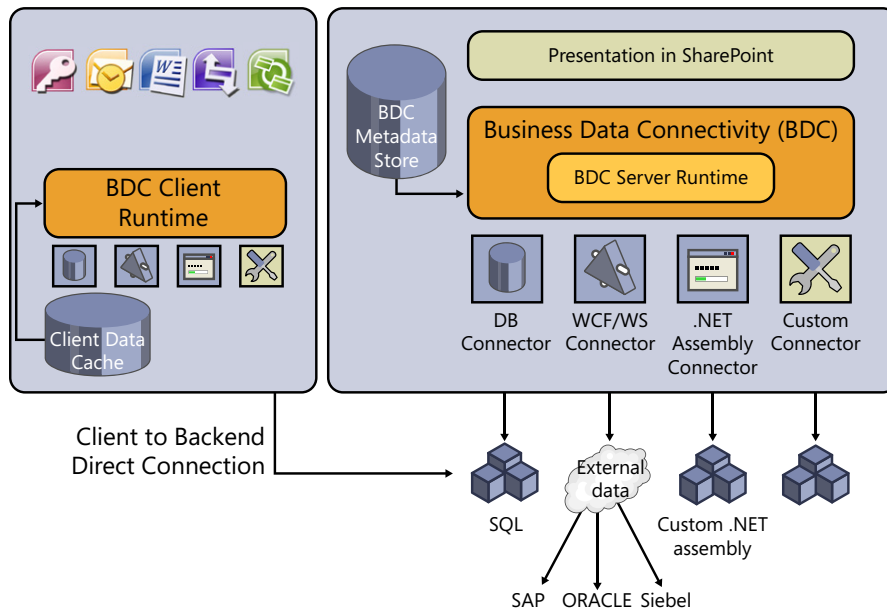 Presentation in SharePoint
BDC
Metadata
Store
Business Data Connectivity (BDC)
BDC Server Runtime
W
BDC Client
Runtime
Client Data
Cache
DB
Connector
WCF/WS
Connector
.NET
Assembly
Connector
Custom
Connector
Client to Backend
Direct Connection
SQL
External
data
Custom .NET
assembly
SAP
ORACLE
Siebel